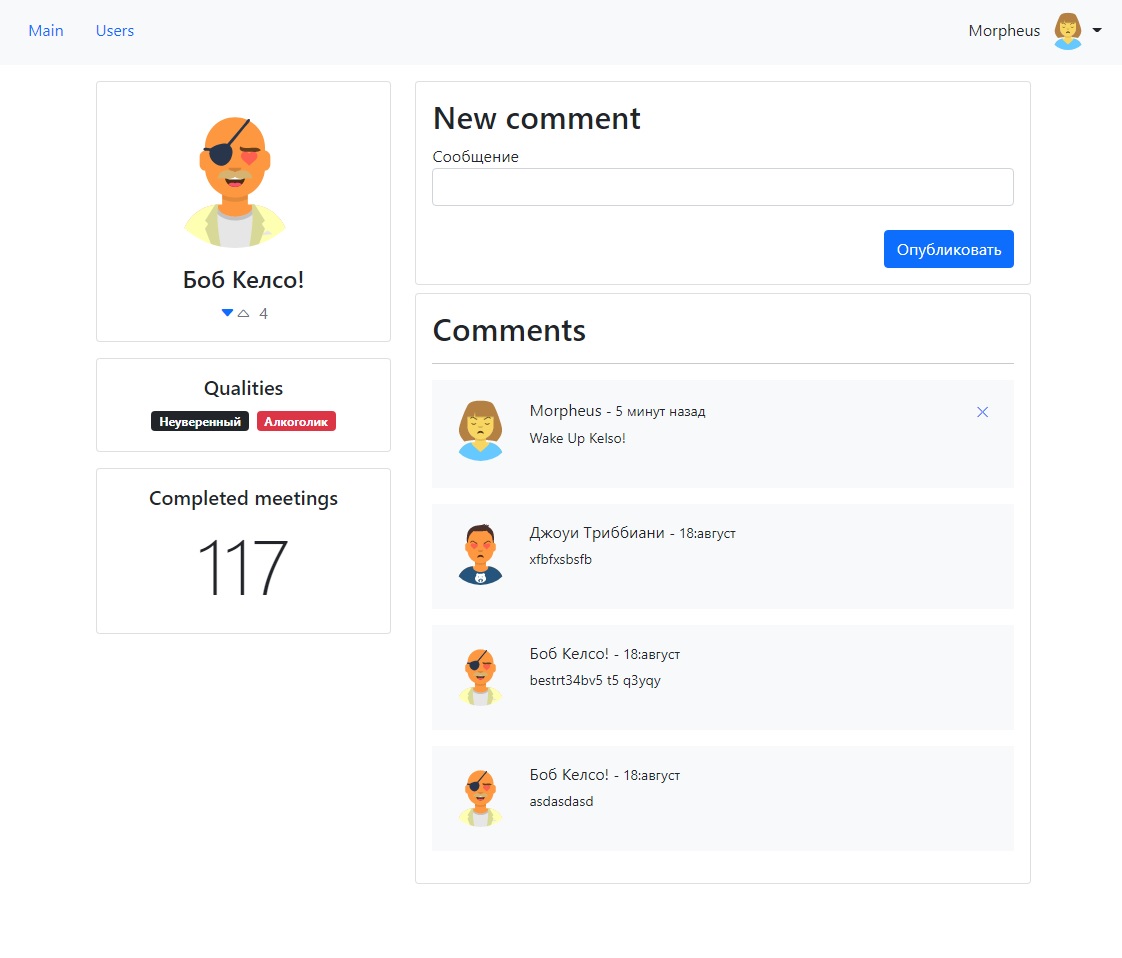 Main Users Morpheus
Боб Келсо!
4
Qualities
Неуверенный Алкоголик
Completed meetings
117
New comment
Сообщение
Опубликовать
Comments
Morpheus - 5 минут назад
Wake Up Kelso!
Джоуи Триббиани - 18:август
xfbfxsbsfb
Боб Келсо! - 18:август
bestrt34bv5 t5 q3yqy
Боб Келсо! - 18:август
asdasdasd